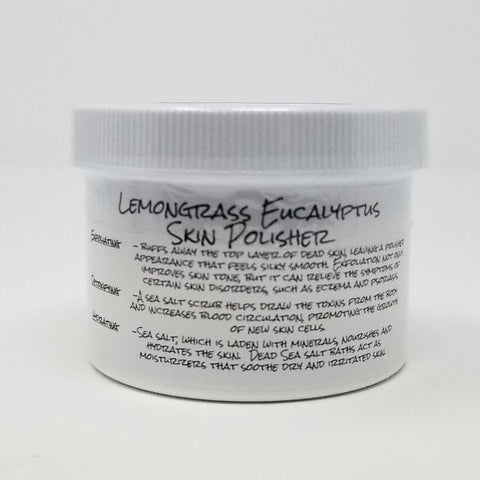 Lemongrass Eucalyptus
Skin Polisher
Exfoliating - Buffs away the top layer of dead skin, leaving a polished
appearance that feels silky smooth. Exfoliation not only
improves skin tone, but it can relieve the symptoms of
certain skin disorders, such as eczema and psoriasis.
Detoxifying -A sea salt scrub helps draw the toxins from the body
and increases blood circulation, promoting the growth
of new skin cells.
Hydrating -Sea salt, which is laden with minerals, nourishes and
hydrates the skin. Dead Sea salt baths act as
moisturizers that soothe dry and irritated skin.